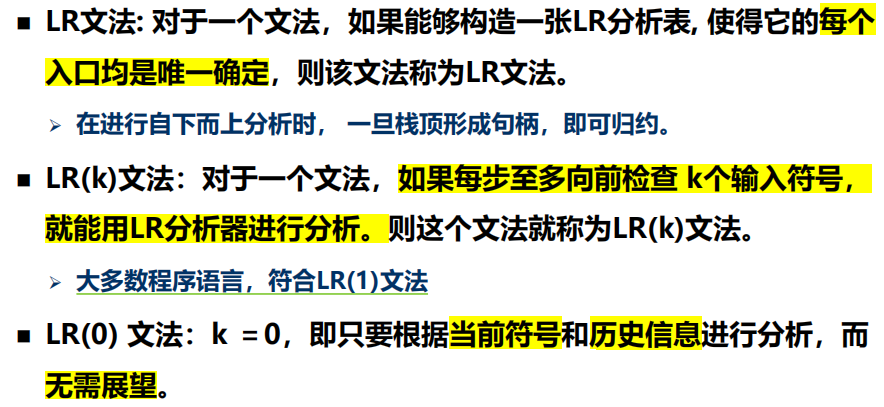 ▪ LR文法: 对于一个文法，如果能够构造一张LR分析表, 使得它的每个
入口均是唯一确定，则该文法称为LR文法。
➢ 在进行自下而上分析时， 一旦栈顶形成句柄，即可归约。
▪ LR(k)文法：对于一个文法，如果每步至多向前检查 k个输入符号，
就能用LR分析器进行分析。则这个文法就称为LR(k)文法。
➢ 大多数程序语言，符合LR(1)文法
▪ LR(0) 文法：k ＝0，即只要根据当前符号和历史信息进行分析，而
无需展望。